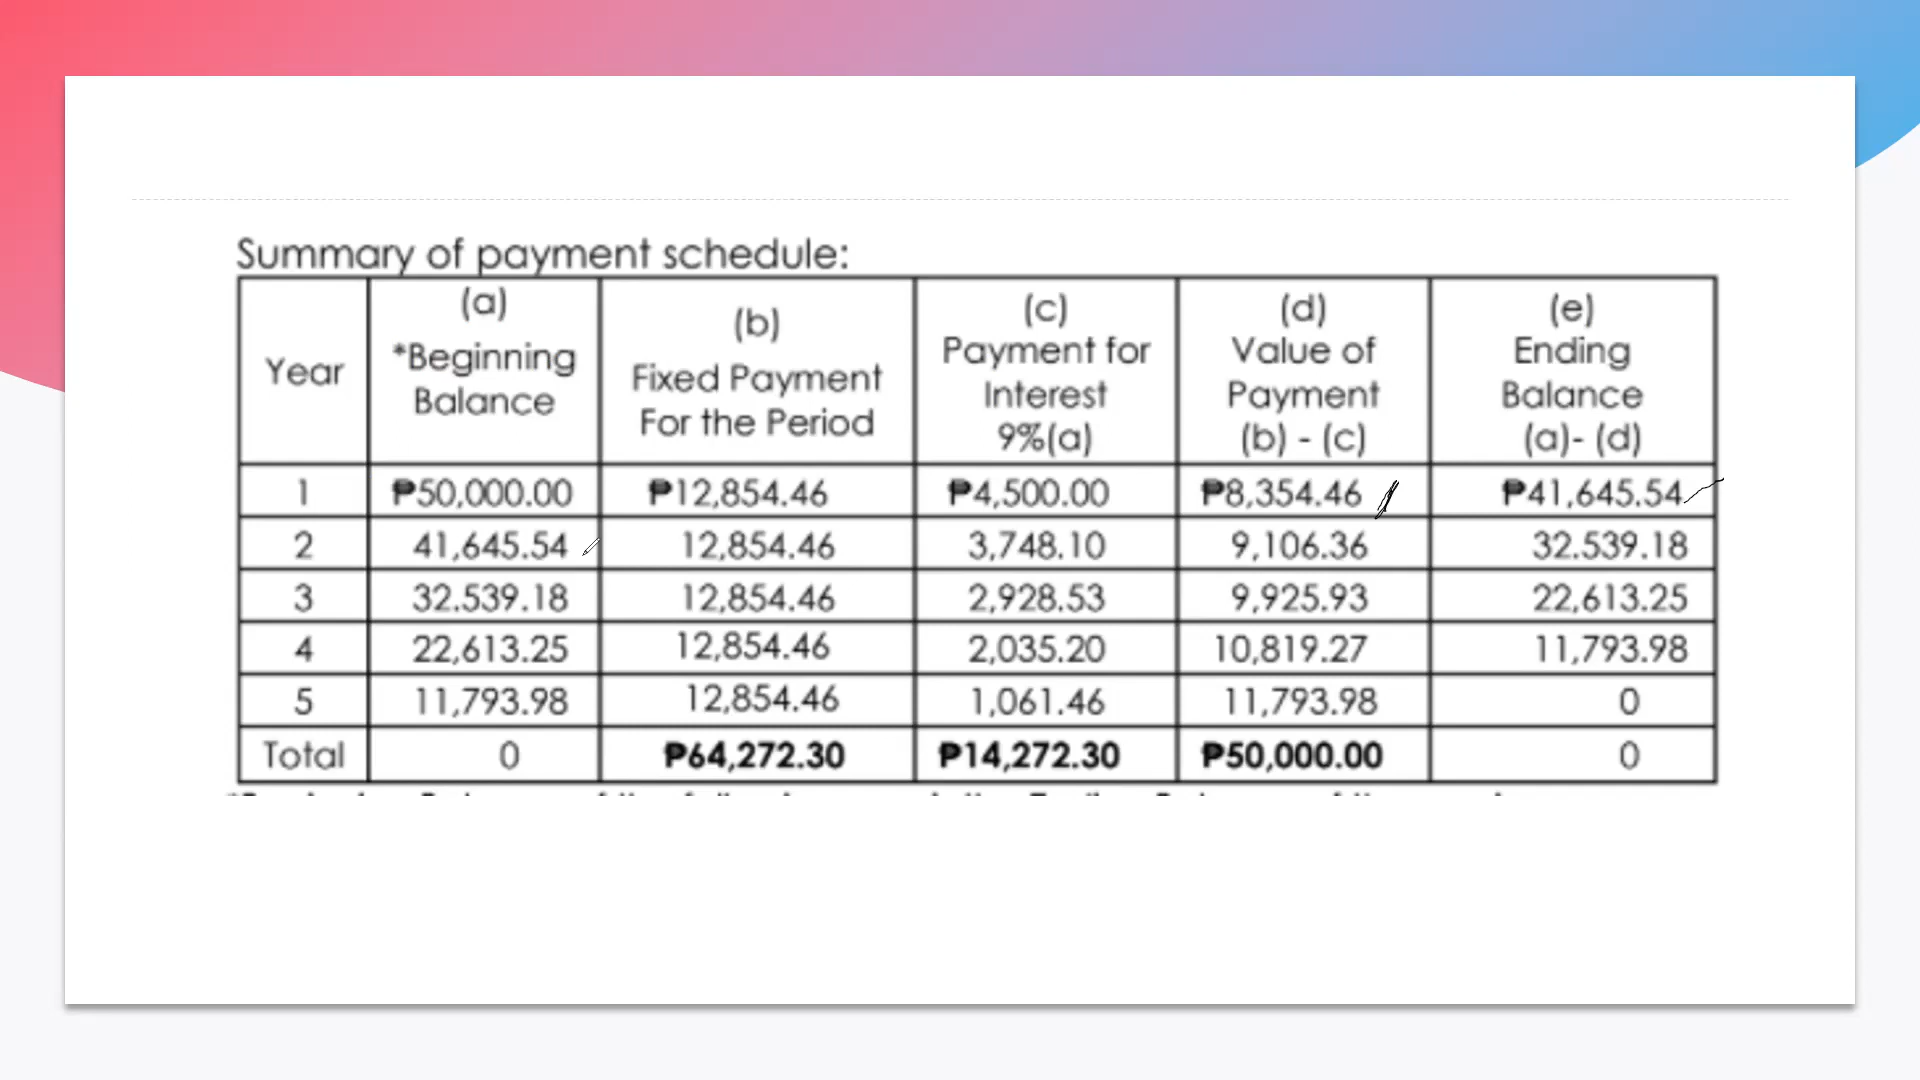 Summary of payment schedule:
Year (a) *Beginning Balance (b) Fixed Payment For the Period (c) Payment for Interest 9%(a) (d) Value of Payment (b) - (c) (e) Ending Balance (a)- (d)
1 ₱50,000.00 ₱12,854.46 ₱4,500.00 ₱8,354.46 ₱41,645.54
2 41,645.54 12,854.46 3,748.10 9,106.36 32.539.18
3 32.539.18 12,854.46 2,928.53 9,925.93 22,613.25
4 22,613.25 12,854.46 2,035.20 10,819.27 11,793.98
5 11,793.98 12,854.46 1,061.46 11,793.98 0
Total 0 ₱64,272.30 ₱14,272.30 ₱50,000.00 0